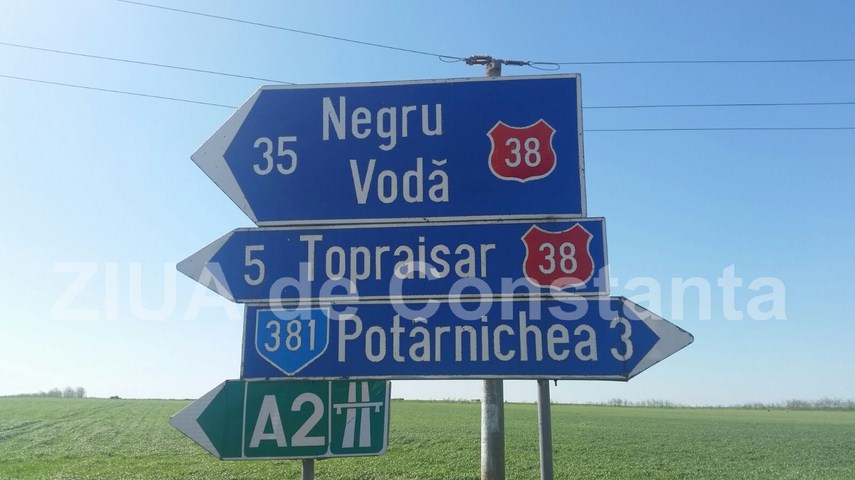 Negru
35 38
Vodă
5 Topraisar 38
ZIUA de Constanta
381 Potârnichea 3
A2